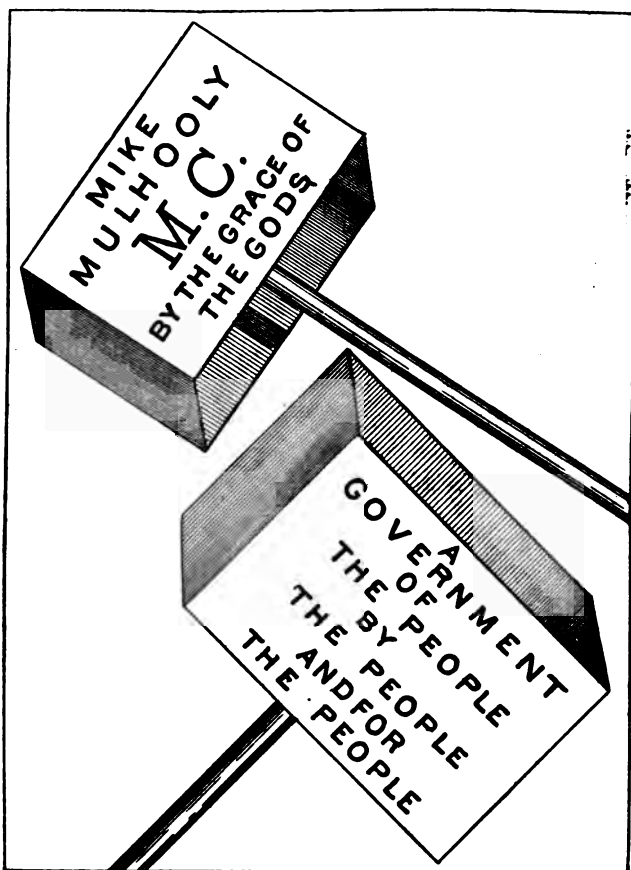 MIKE
MULHOOLY
M.C.
BY THE GRACE OF
THE GODS
A
GOVERNMENT
OF
THE PEOPLE
BY
THE PEOPLE
AND FOR
THE PEOPLE